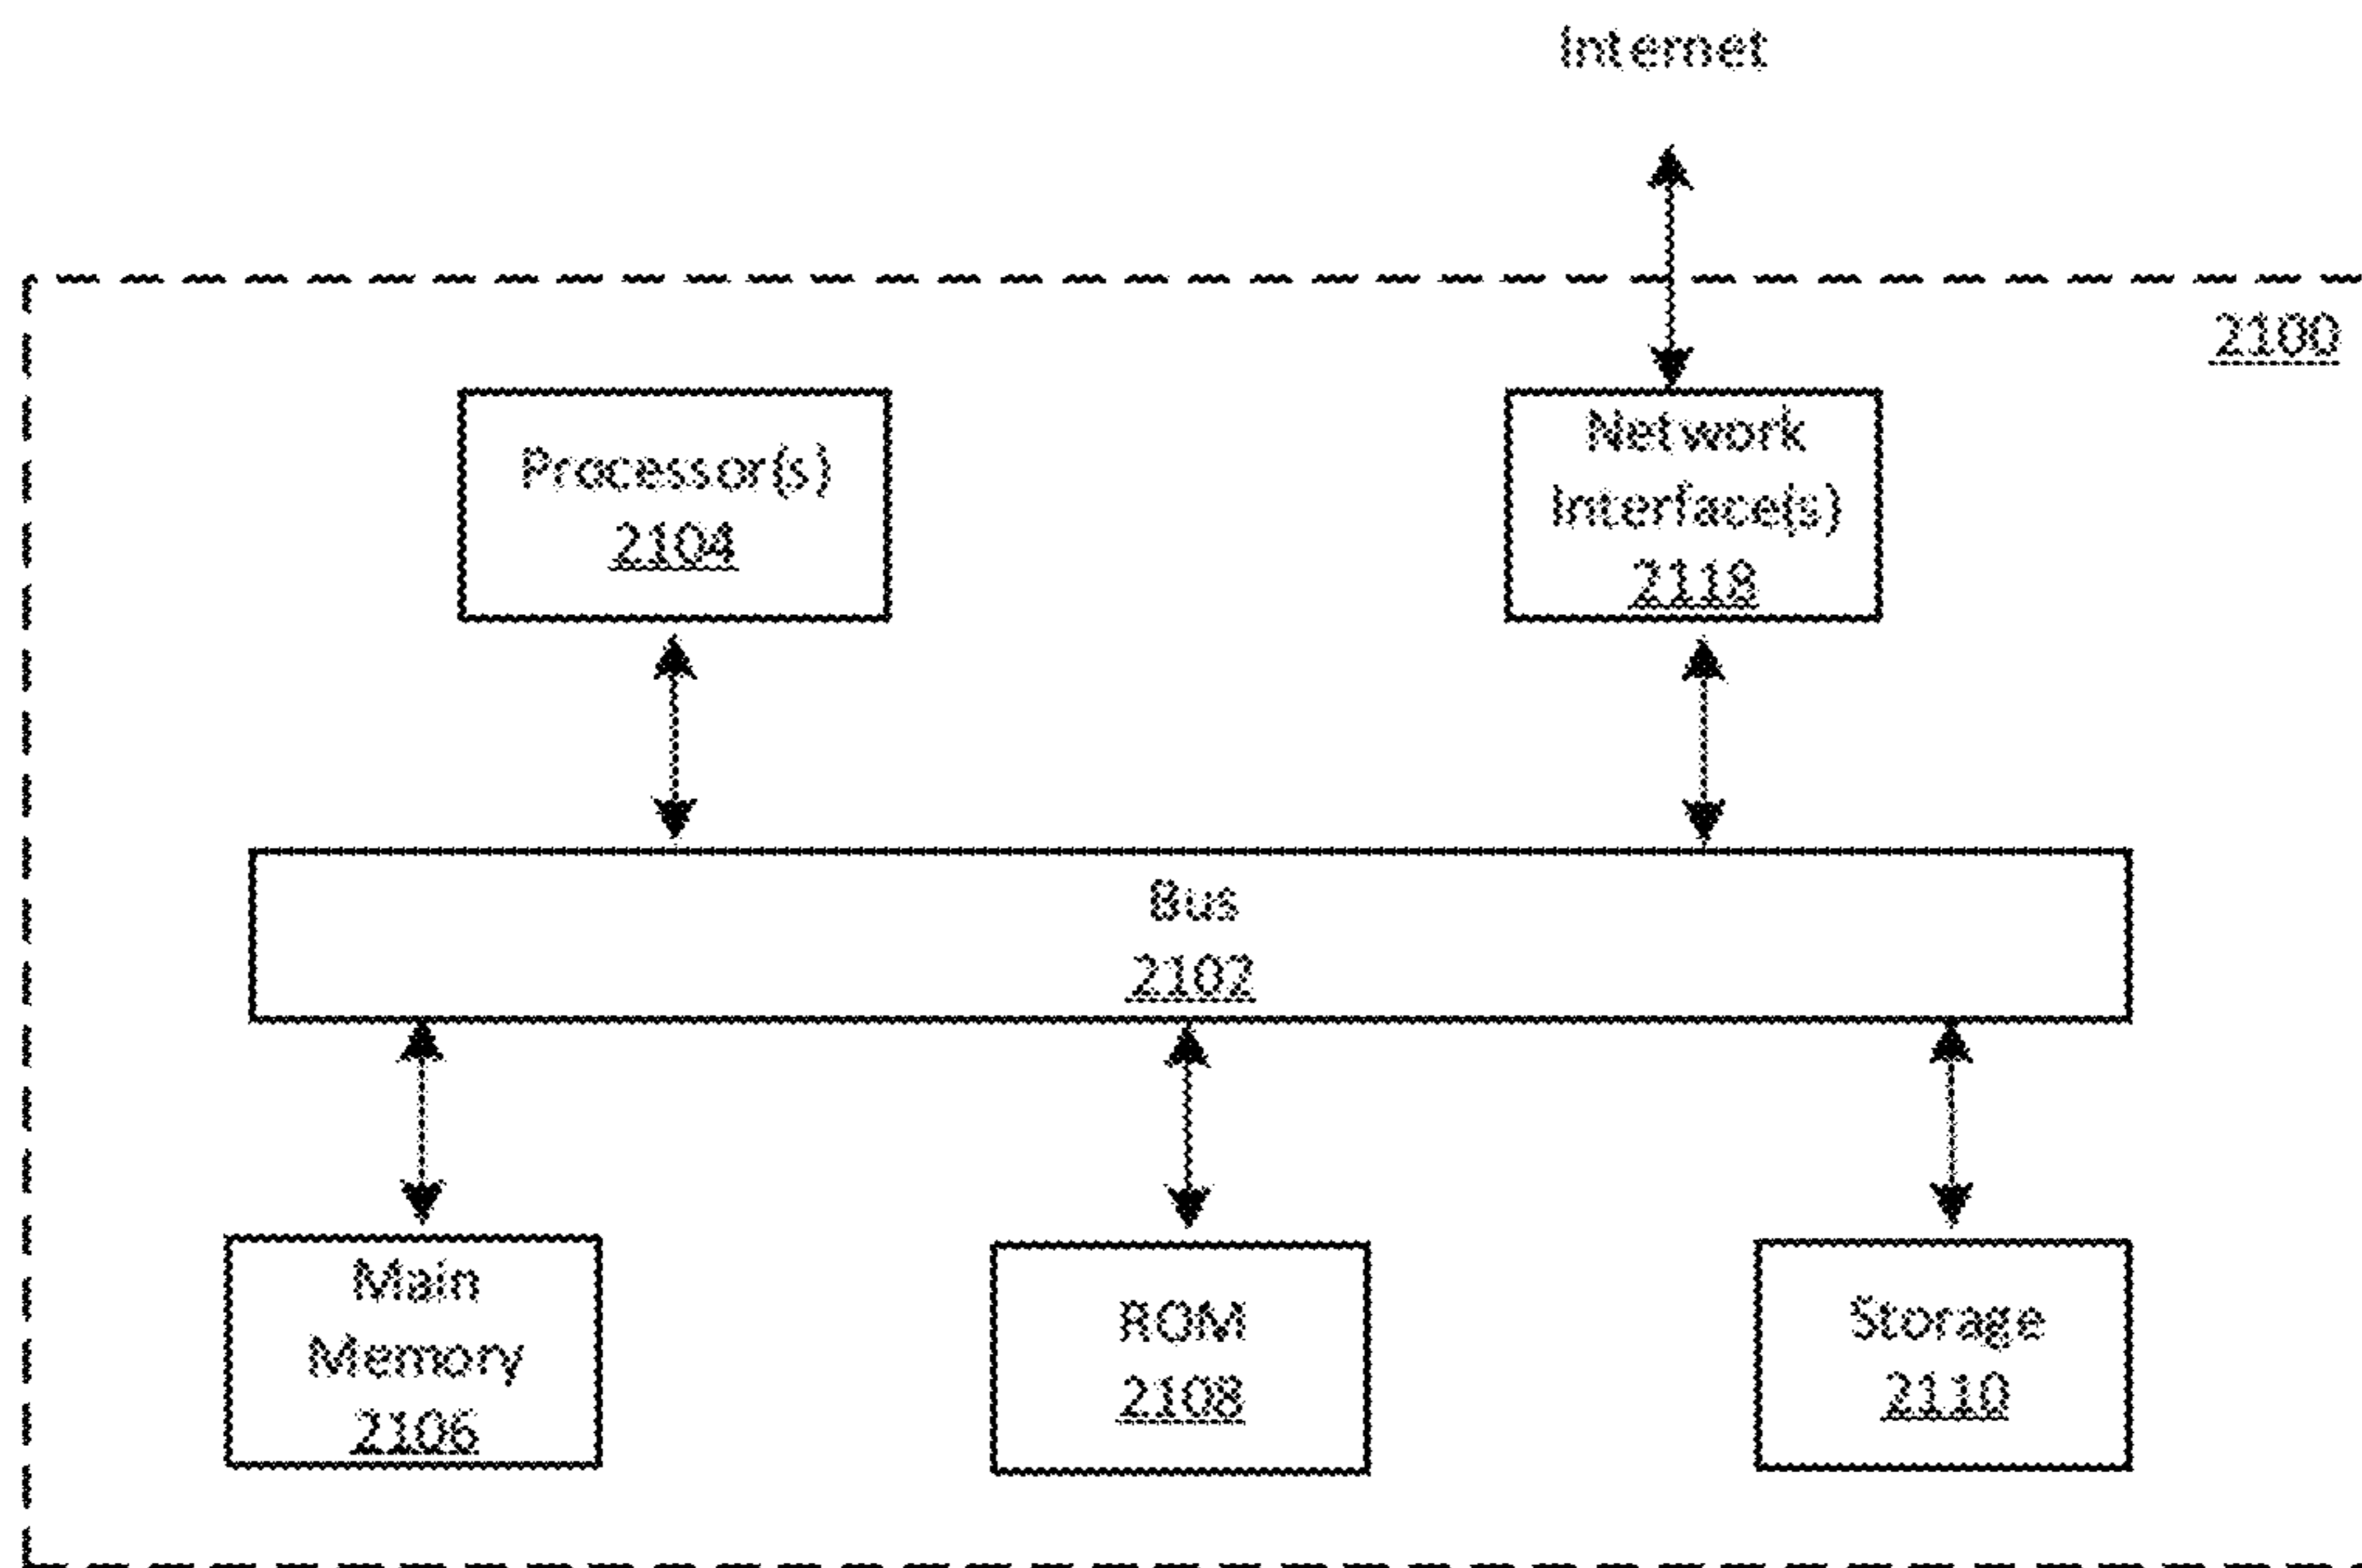 Internet
2100
Processor(s)
2104
Network
Interface(s)
2118
Bus
2102
Main
Memory
2106
ROM
2108
Storage
2110